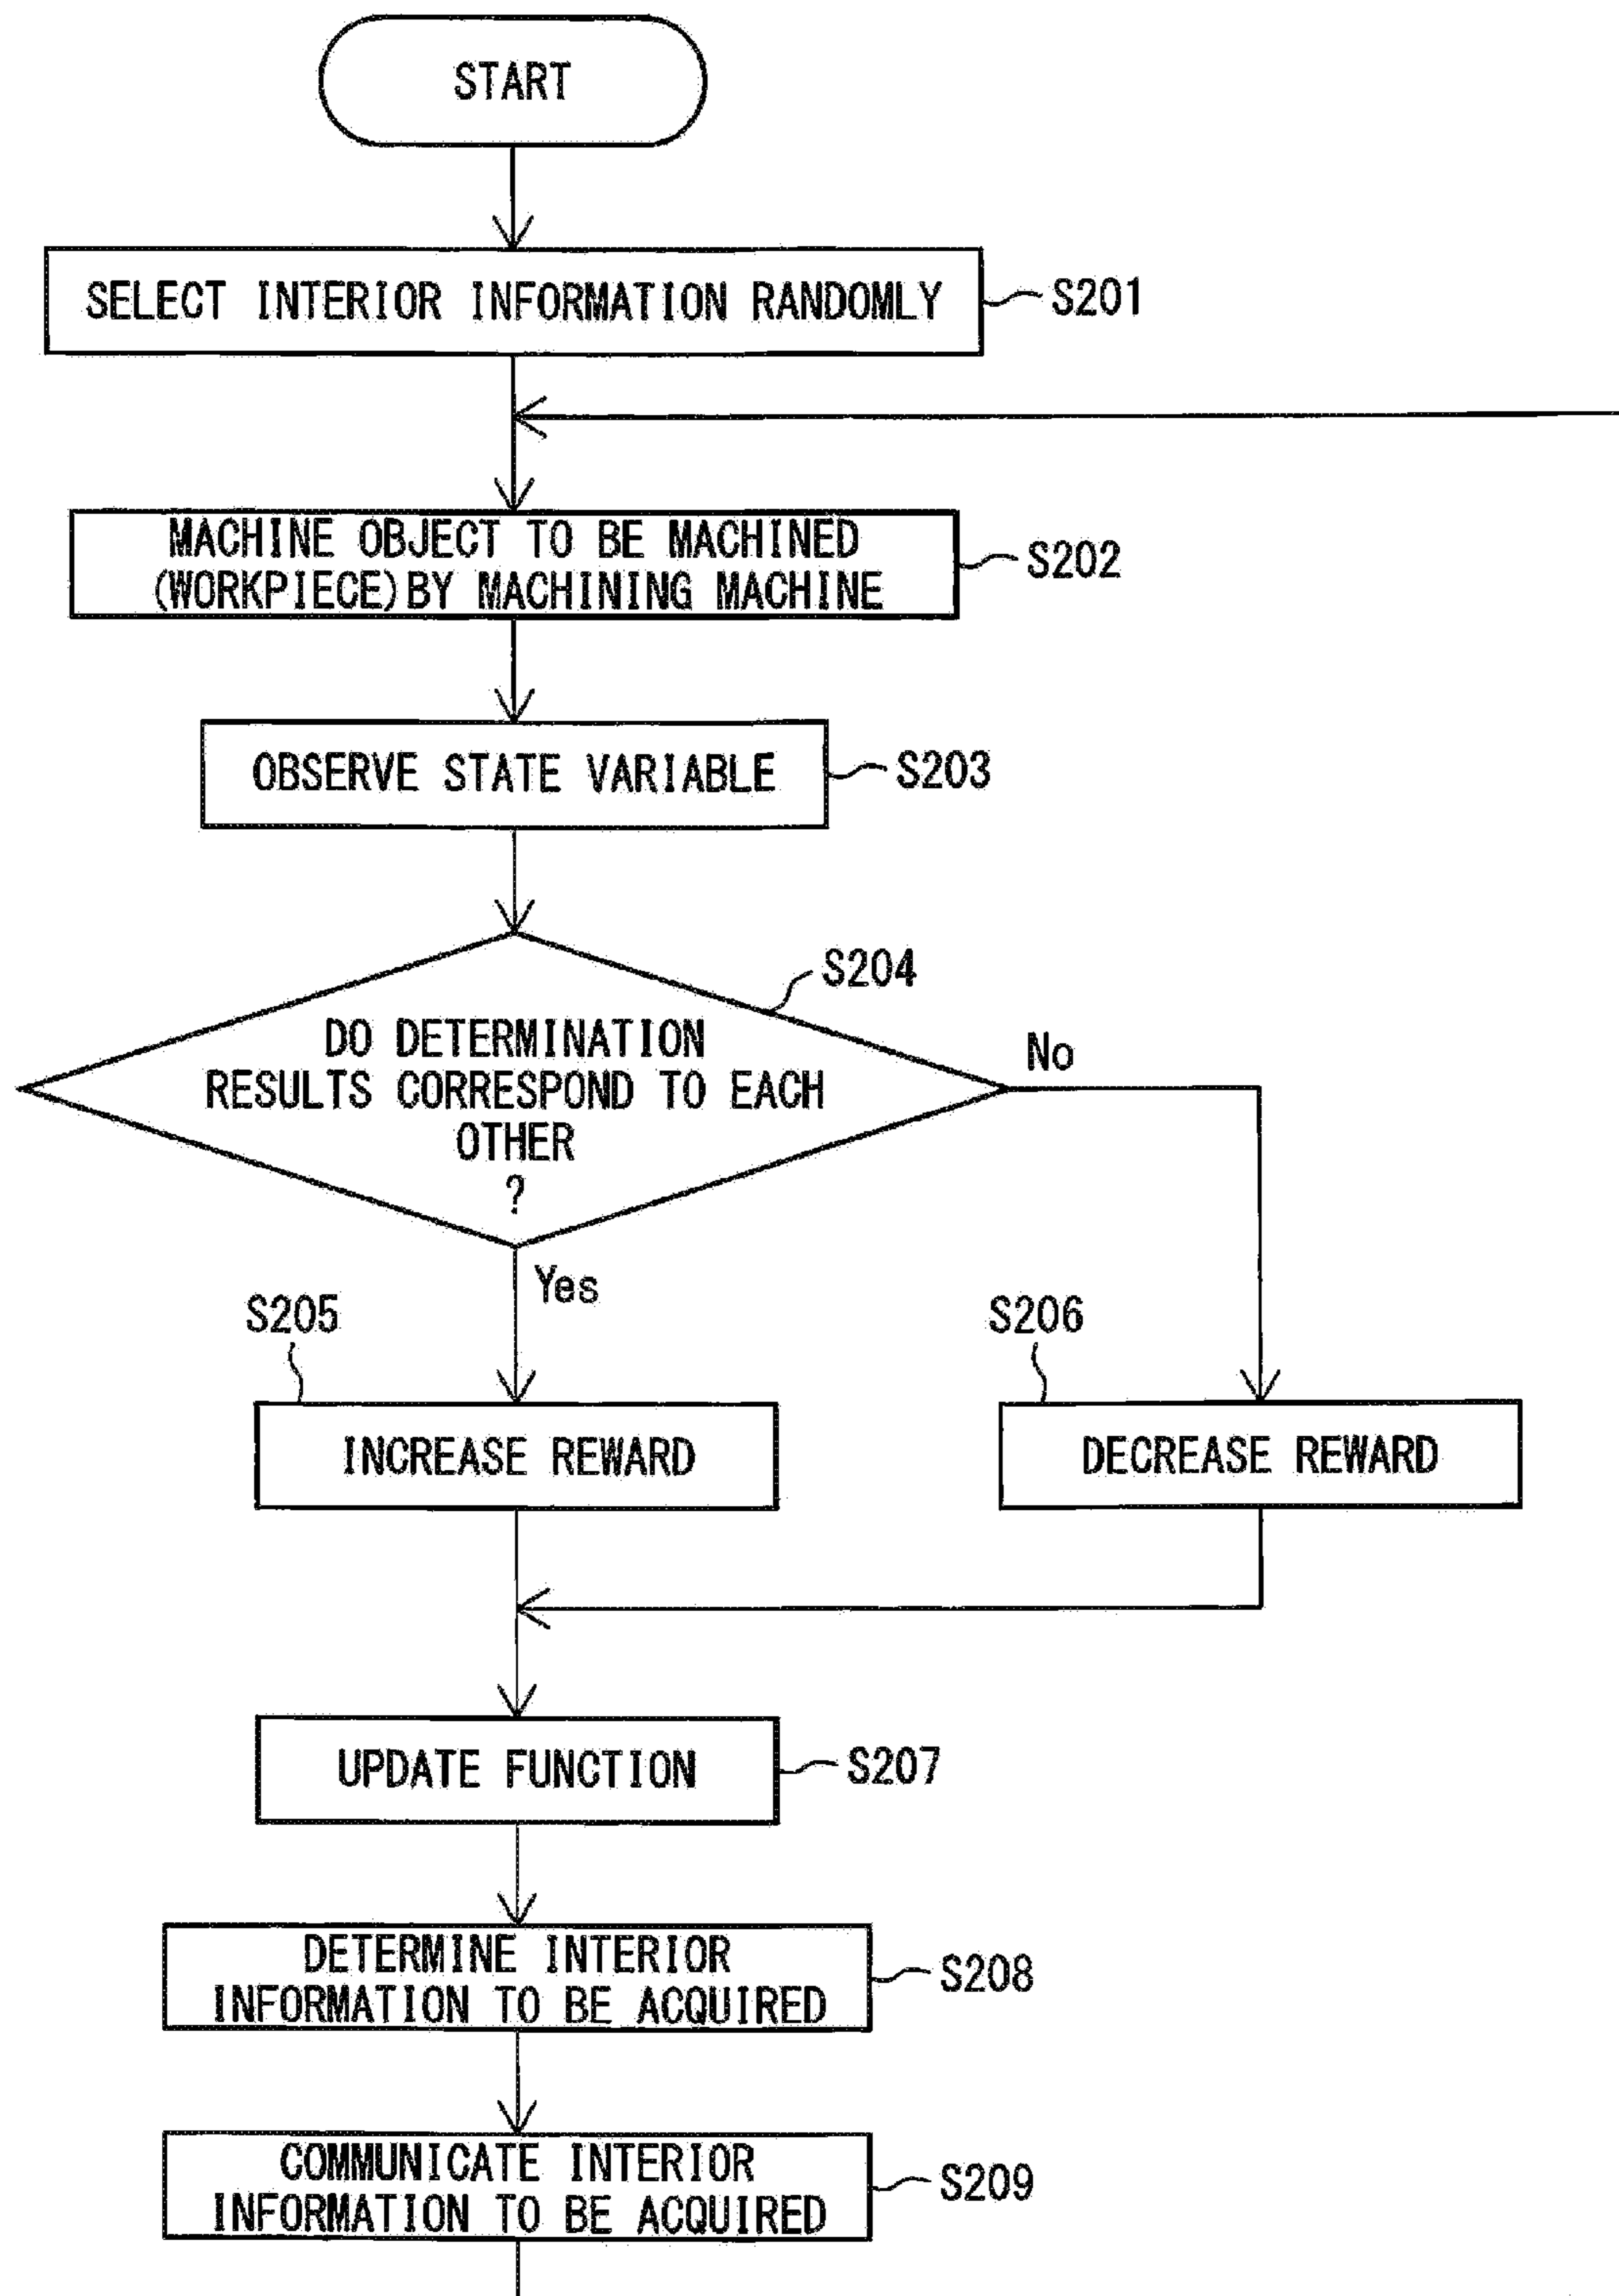 START
SELECT INTERIOR INFORMATION RANDOMLY
S201
MACHINE OBJECT TO BE MACHINED
(WORKPIECE) BY MACHINING MACHINE
S202
OBSERVE STATE VARIABLE
S203
S204
DO DETERMINATION
RESULTS CORRESPOND TO EACH
OTHER
?
No
Yes
S205
INCREASE REWARD
S206
DECREASE REWARD
UPDATE FUNCTION
S207
DETERMINE INTERIOR
INFORMATION TO BE ACQUIRED
S208
COMMUNICATE INTERIOR
INFORMATION TO BE ACQUIRED
S209